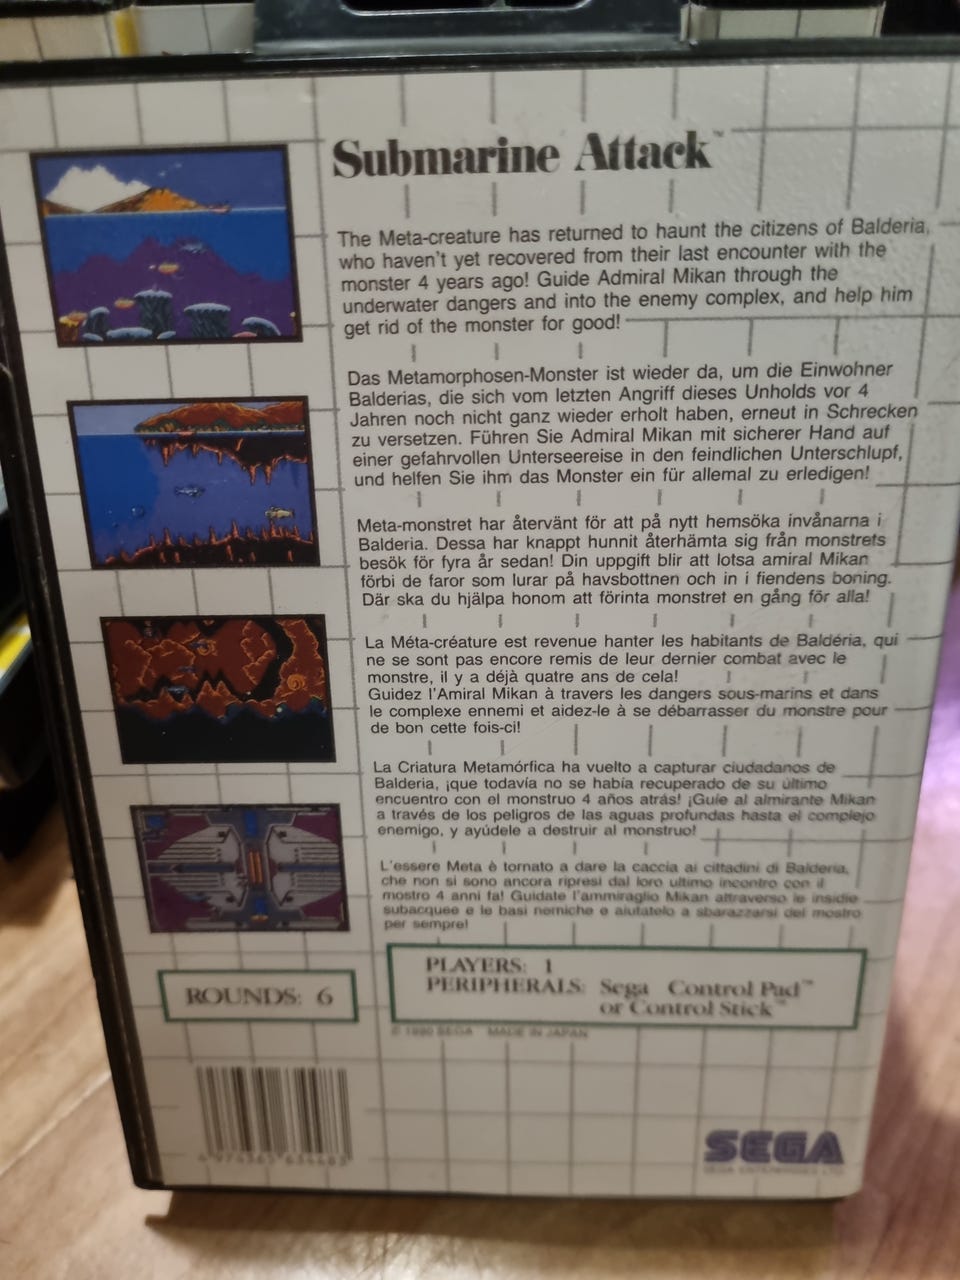 Submarine Attack™
The Meta-creature has returned to haunt the citizens of Balderia,
who haven't yet recovered from their last encounter with the
monster 4 years ago! Guide Admiral Mikan through the
underwater dangers and into the enemy complex, and help him
get rid of the monster for good!
Das Metamorphosen-Monster ist wieder da, um die Einwohner
Balderias, die sich vom letzten Angriff dieses Unholds vor 4
Jahren noch nicht ganz wieder erholt haben, erneut in Schrecken
zu versetzen. Führen Sie Admiral Mikan mit sicherer Hand auf
einer gefahrvollen Unterseereise in den feindlichen Unterschlupf,
und helfen Sie ihm das Monster ein für allemal zu erledigen!
Meta-monstret har återvänt för att på nytt hemsöka invånarna i
Balderia. Dessa har knappt hunnit återhämta sig från monstrets
besök för fyra år sedan! Din uppgift blir att lotsa amiral Mikan
förbi de faror som lurar på havsbottnen och in i fiendens boning.
Där ska du hjälpa honom att förinta monstret en gång för alla!
La Méta-créature est revenue hanter les habitants de Baldéria, qui
ne se sont pas encore remis de leur dernier combat avec le
monstre, il y a déjà quatre ans de cela!
Guidez l'Amiral Mikan à travers les dangers sous-marins et dans
le complexe ennemi et aidez-le à se débarrasser du monstre pour
de bon cette fois-ci!
La Criatura Metamórfica ha vuelto a capturar ciudadanos de
Balderia, ¡que todavía no se había recuperado de su último
encuentro con el monstruo 4 años atrás! ¡Guíe al almirante Mikan
a través de los peligros de las aguas profundas hasta el complejo
enemigo, y ayúdele a destruir al monstruo!
L'essere Meta è tornato a dare la caccia ai cittadini di Balderia,
che non si sono ancora ripresi dal loro ultimo incontro con il
mostro 4 anni fa! Guidate l'ammiraglio Mikan attraverso le insidie
subacquee e le basi nemiche e aiutatelo a sbarazzarsi del mostro
per sempre!
PLAYERS: 1
PERIPHERALS: Sega Control Pad™
or Control Stick™
ROUNDS: 6
© 1990 SEGA MADE IN JAPAN
SEGA
SEGA ENTERPRISES LTD.